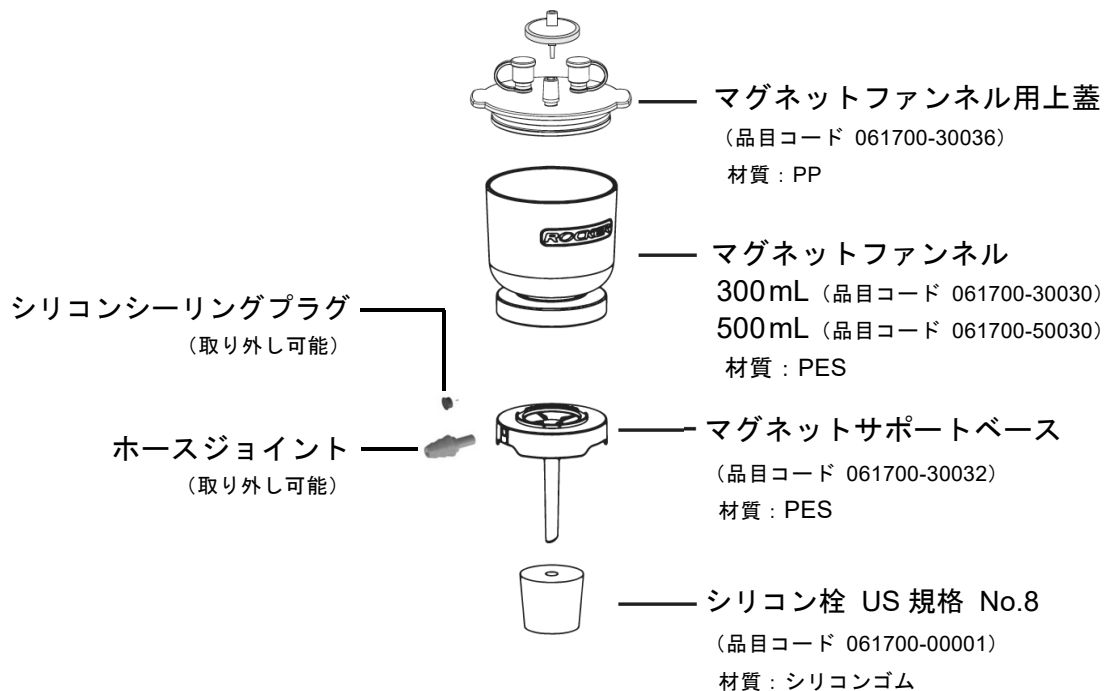 マグネットファンネル用上蓋
（品目コード 061700-30036）
材質：PP
ROCKER
マグネットファンネル
300mL（品目コード 061700-30030）
500mL（品目コード 061700-50030）
材質：PES
シリコンシーリングプラグ
（取り外し可能）
ホースジョイント
（取り外し可能）
マグネットサポートベース
（品目コード 061700-30032）
材質：PES
シリコン栓 US 規格 No.8
（品目コード 061700-00001）
材質：シリコンゴム